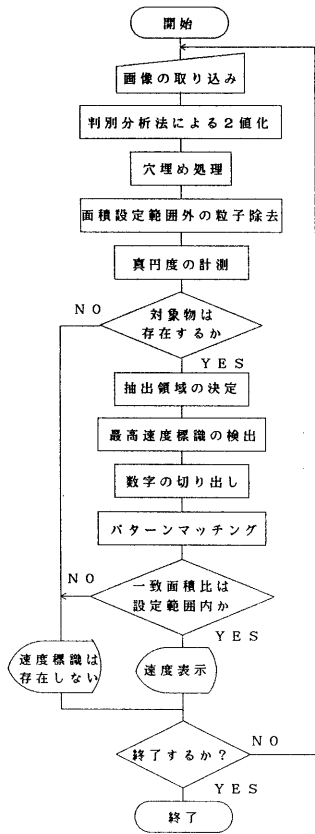 開始
画像の取り込み
判別分析法による２値化
穴埋め処理
面積設定範囲外の粒子除去
真円度の計測
対象物は
存在するか
NO
YES
抽出領域の決定
最高速度標識の検出
数字の切り出し
パターンマッチング
一致面積比は
設定範囲内か
NO
YES
速度標識は
存在しない
速度表示
終了するか？
NO
YES
終了